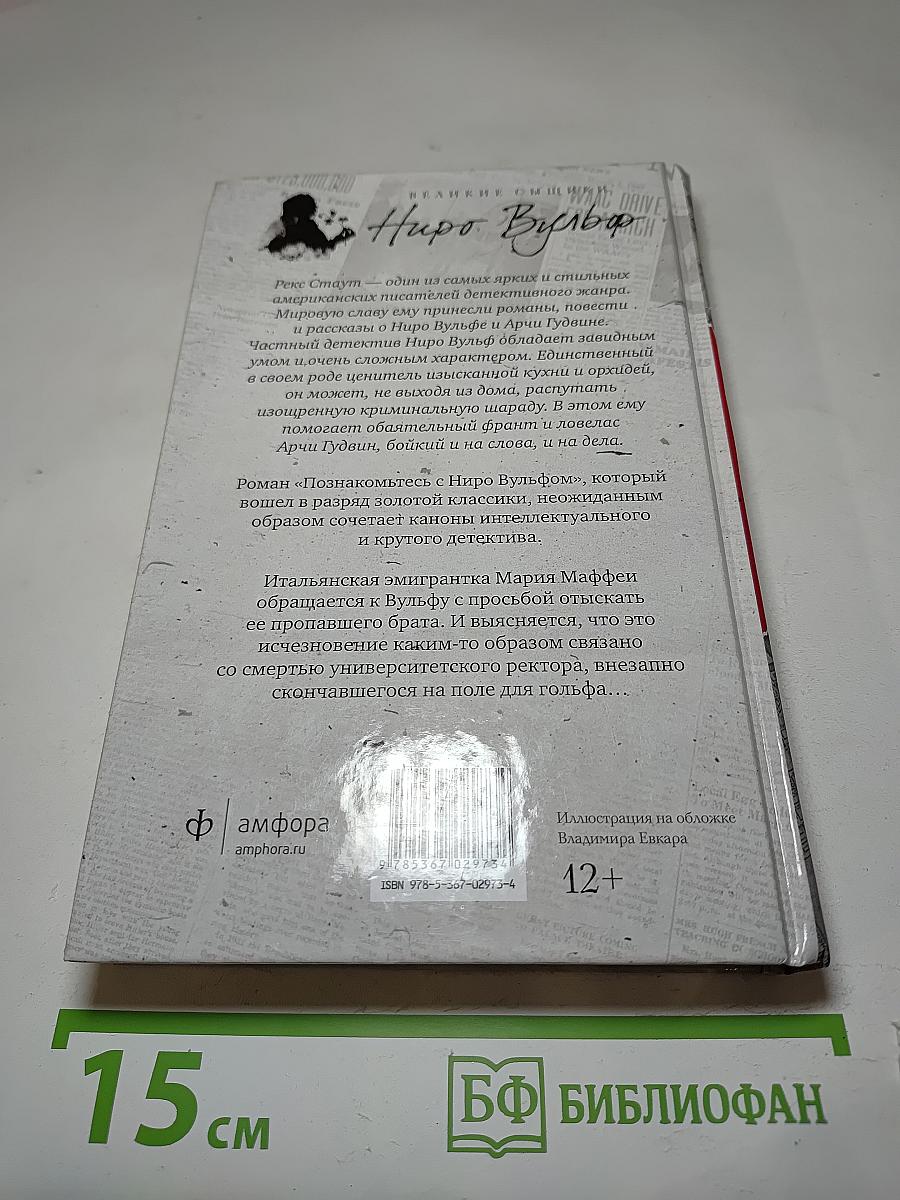 ВЕЛИКИЕ СЫЩИКИ
Ниро Вульф
Рекс Стаут — один из самых ярких и стильных
американских писателей детективного жанра.
Мировую славу ему принесли романы, повести
и рассказы о Ниро Вульфе и Арчи Гудвине.
Частный детектив Ниро Вульф обладает завидным
умом и очень сложным характером. Единственный
в своем роде ценитель изысканной кухни и орхидей,
он может, не выходя из дома, распутать
изощренную криминальную шараду. В этом ему
помогает обаятельный франт и ловелас
Арчи Гудвин, бойкий и на слова, и на дела.
Роман «Познакомьтесь с Ниро Вульфом», который
вошел в разряд золотой классики, неожиданным
образом сочетает каноны интеллектуального
и крутого детектива.
Итальянская эмигрантка Мария Маффеи
обращается к Вульфу с просьбой отыскать
ее пропавшего брата. И выясняется, что это
исчезновение каким-то образом связано
со смертью университетского ректора, внезапно
скончавшегося на поле для гольфа...
амфора
amphora.ru
9 785367 029734
ISBN 978-5-367-02973-4
Иллюстрация на обложке
Владимира Евкара
12+
15 см
БФ БИБЛИОФАН